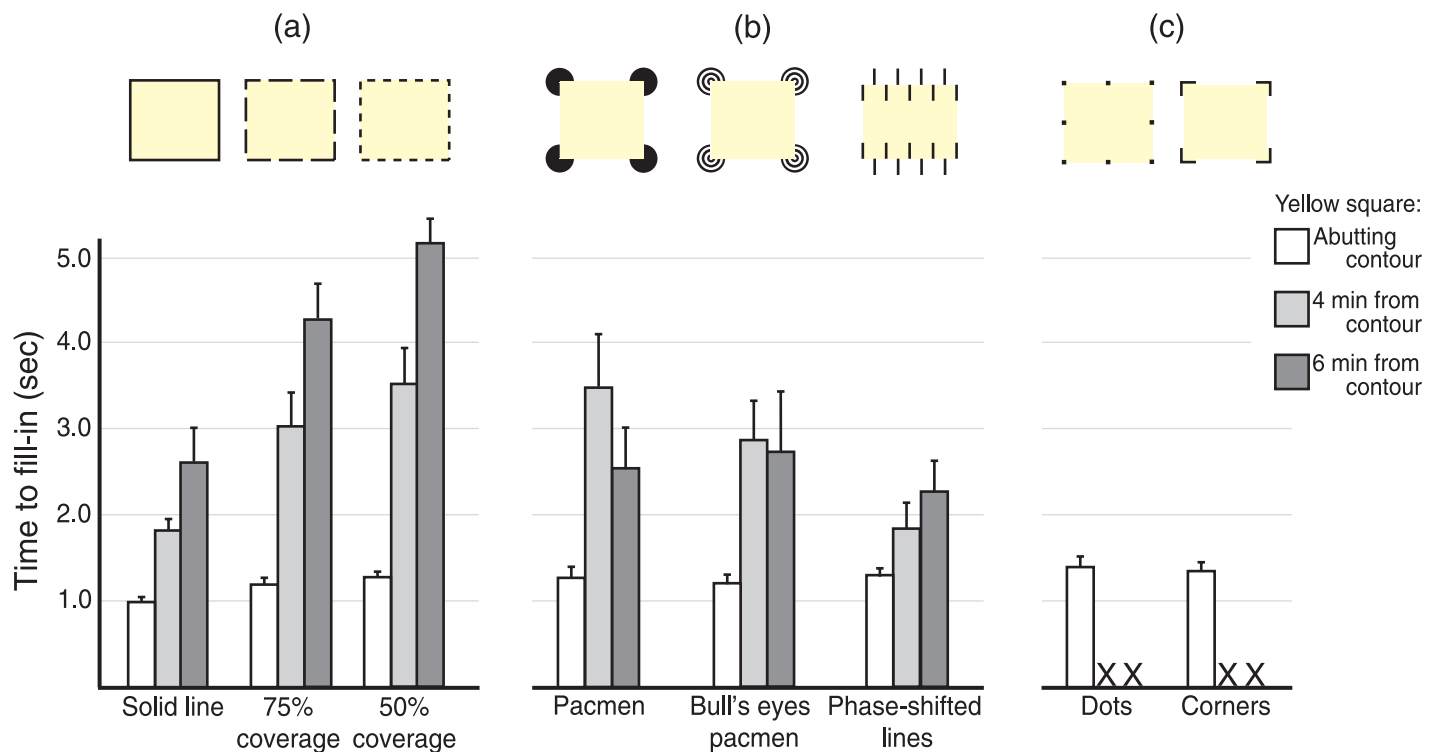 (a)
(b)
(c)
Yellow square:
Abutting
contour
4 min from
contour
6 min from
contour
Time to fill-in (sec)
5.0
4.0
3.0
2.0
1.0
X X
X X
Solid line
75%
coverage
50%
coverage
Pacmen
Bull's eyes
pacmen
Phase-shifted
lines
Dots
Corners